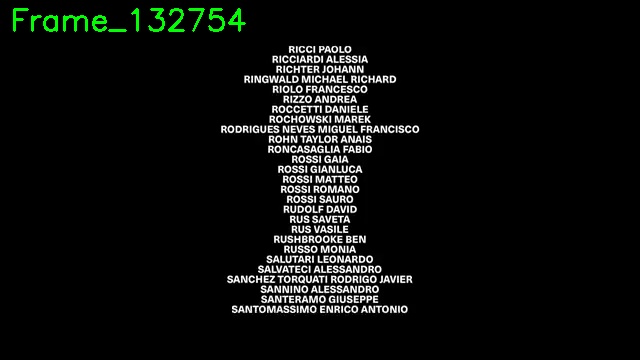 Frame_132754
RICCI PAOLO
RICCIARDI ALESSIA
RICHTER JOHANN
RINGWALD MICHAEL RICHARD
RIOLO FRANCESCO
RIZZO ANDREA
ROCCETTI DANIELE
ROCHOWSKI MAREK
RODRIGUES NEVES MIGUEL FRANCISCO
ROHN TAYLOR ANAIS
RONCASAGLIA FABIO
ROSSI GAIA
ROSSI GIANLUCA
ROSSI MATTEO
ROSSI ROMANO
ROSSI SAURO
RUDOLF DAVID
RUS SAVETA
RUS VASILE
RUSHBROOKE BEN
RUSSO MONIA
SALUTARI LEONARDO
SALVATECI ALESSANDRO
SANCHEZ TORQUATI RODRIGO JAVIER
SANNINO ALESSANDRO
SANTERAMO GIUSEPPE
SANTOMASSIMO ENRICO ANTONIO